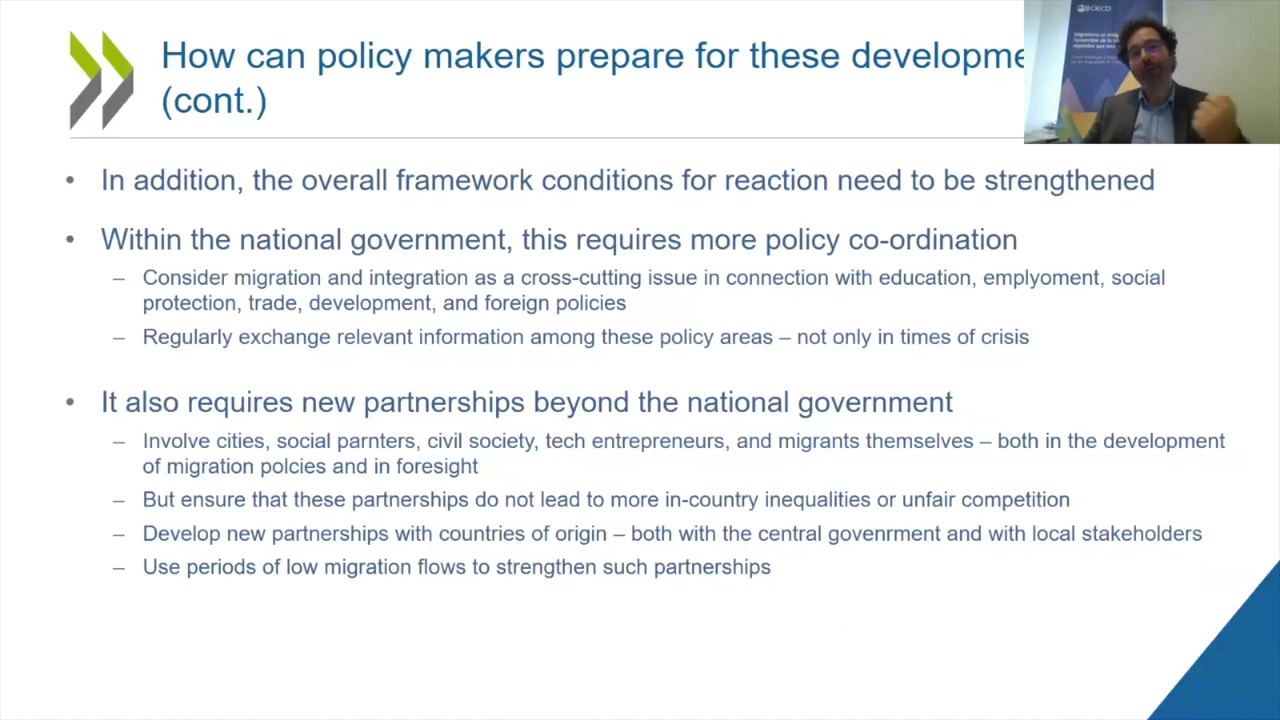 How can policy makers prepare for these developme
(cont.)
OECD
• In addition, the overall framework conditions for reaction need to be strengthened
• Within the national government, this requires more policy co-ordination
– Consider migration and integration as a cross-cutting issue in connection with education, emplyoment, social
protection, trade, development, and foreign policies
– Regularly exchange relevant information among these policy areas – not only in times of crisis
• It also requires new partnerships beyond the national government
– Involve cities, social parnters, civil society, tech entrepreneurs, and migrants themselves – both in the development
of migration polcies and in foresight
– But ensure that these partnerships do not lead to more in-country inequalities or unfair competition
– Develop new partnerships with countries of origin – both with the central govenrment and with local stakeholders
– Use periods of low migration flows to strengthen such partnerships